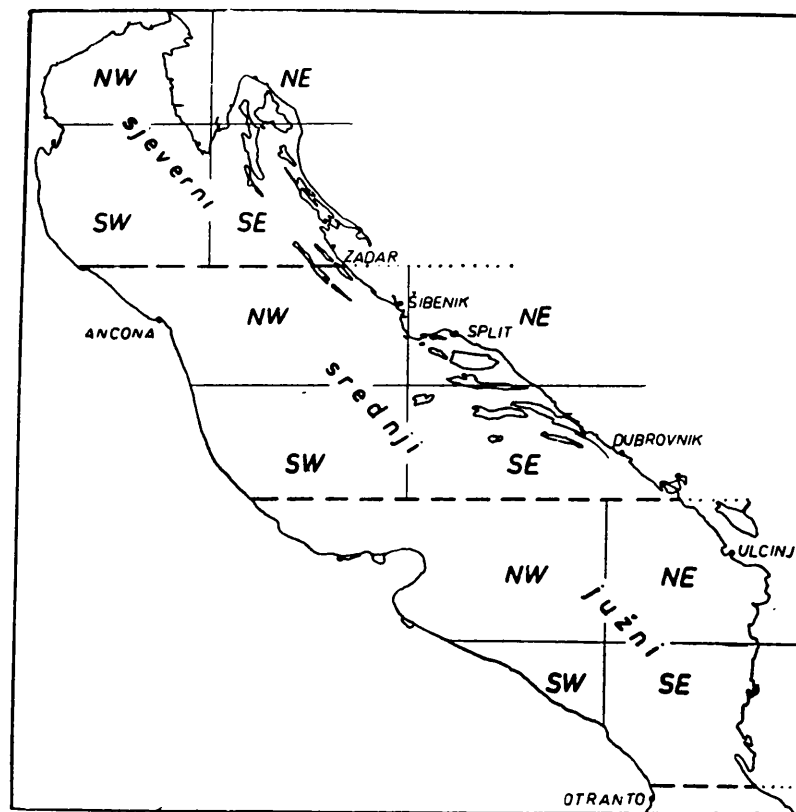 NW
NE
sjeverni
SW
SE
ZADAR
ŠIBENIK
NW
NE
ANCONA
SPLIT
srednji
DUBROVNIK
SW
SE
ULCINJ
NW
NE
južni
SW
SE
OTRANTO